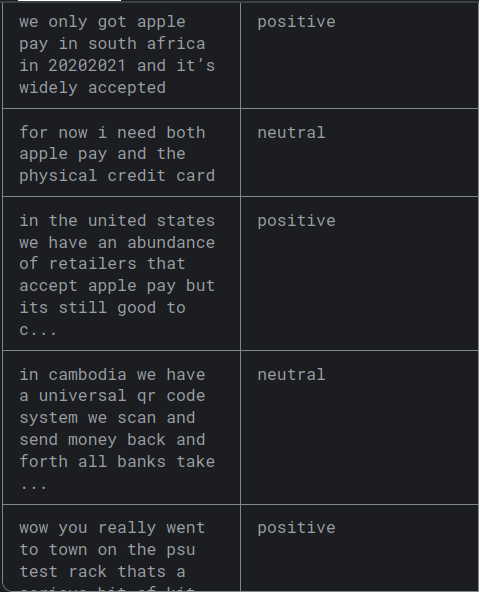 we only got apple
pay in south africa
in 20202021 and it's
widely accepted
positive
for now i need both
apple pay and the
physical credit card
neutral
in the united states
we have an abundance
of retailers that
accept apple pay but
its still good to
c...
positive
in cambodia we have
a universal qr code
system we scan and
send money back and
forth all banks take
...
neutral
wow you really went
to town on the psu
test rack thats a
serious bit of kit
positive